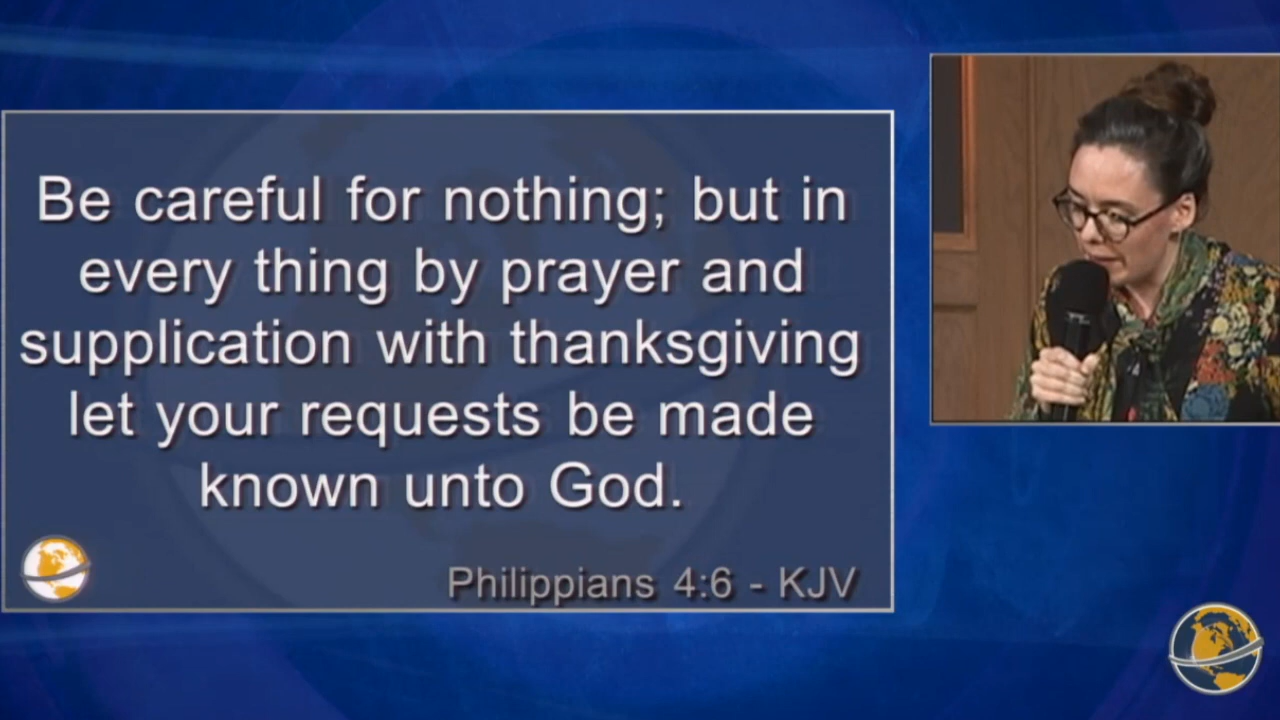 Be careful for nothing; but in
every thing by prayer and
supplication with thanksgiving
let your requests be made
known unto God.
Philippians 4:6 - KJV